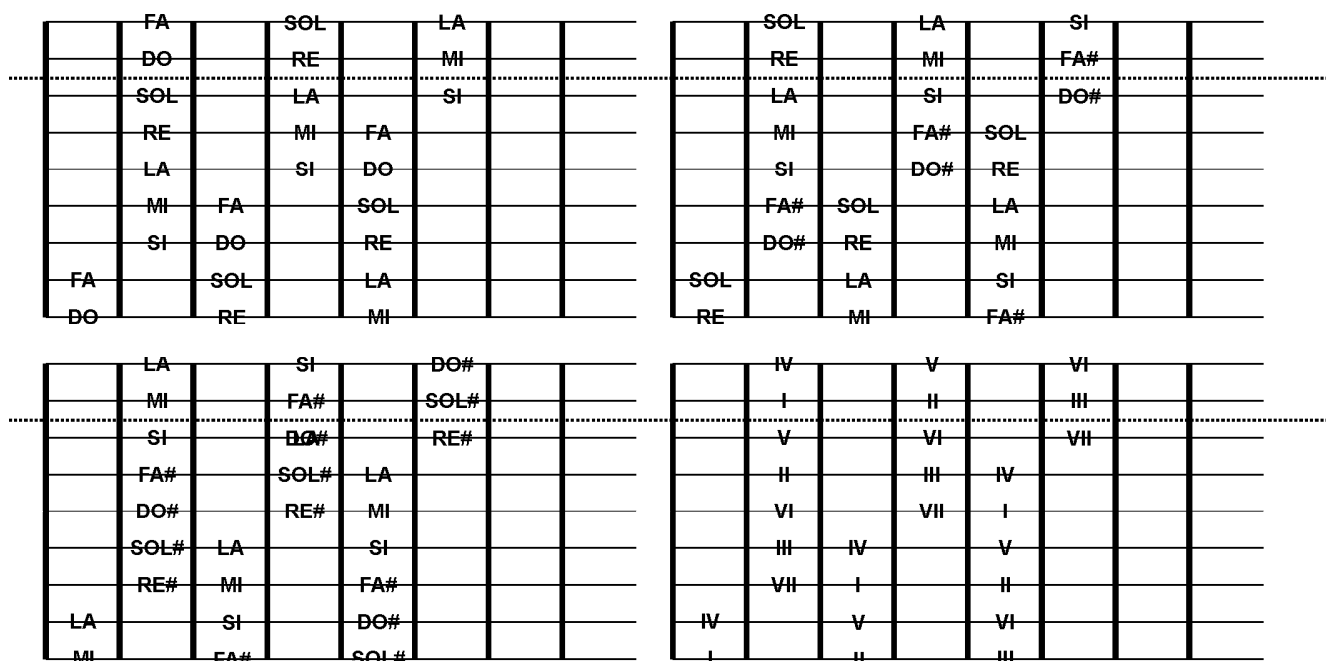 FA SOL LA
DO RE MI
SOL LA SI
RE MI FA
LA SI DO
MI FA SOL
SI DO RE
FA SOL LA
DO RE MI
SOL LA SI
RE MI FA#
LA SI DO#
MI FA# SOL
SI DO# RE
FA# SOL LA
DO# RE MI
SOL LA SI
RE MI FA#
LA SI DO#
MI FA# SOL#
SI RE#
FA# SOL# LA
DO# RE# MI
SOL# LA SI
RE# MI FA#
LA SI DO#
MI FA# SOL#
IV V VI
I II III
V VI VII
II III IV
VI VII I
III IV V
VII I II
IV V VI
I II III